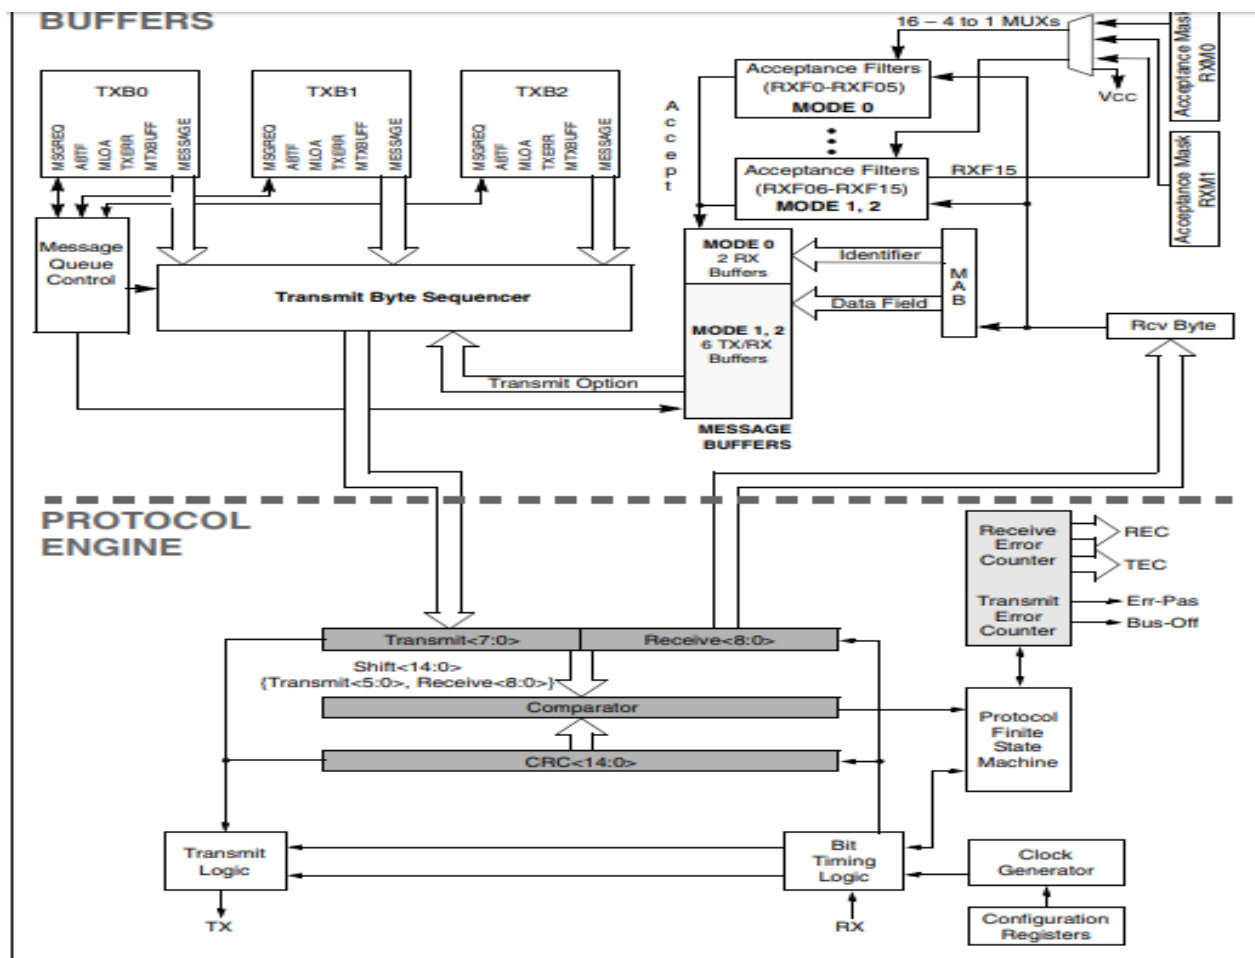 BUFFERS
16 – 4 to 1 MUXs
Acceptance Mask
RXM0
VCC
TXB0
MSGREQ
ABTF
MLOA
TXERR
MTXBUFF
MESSAGE
TXB1
MSGREQ
ABTF
MLOA
TXERR
MTXBUFF
MESSAGE
TXB2
MSGREQ
ABTF
MLOA
TXERR
MTXBUFF
MESSAGE
Accept
Acceptance Filters
(RXF0-RXF05)
MODE 0
Acceptance Filters
(RXF06-RXF15)
MODE 1, 2
RXF15
Acceptance Mask
RXM1
Message
Queue
Control
Transmit Byte Sequencer
MODE 0
2 RX
Buffers
MODE 1, 2
6 TX/RX
Buffers
Identifier
Data Field
MAB
Rcv Byte
Transmit Option
MESSAGE
BUFFERS
PROTOCOL
ENGINE
Receive
Error
Counter
Transmit
Error
Counter
REC
TEC
Err-Pas
Bus-Off
Transmit<7:0>
Receive<8:0>
Shift<14:0>
{Transmit<5:0>, Receive<8:0>}
Comparator
CRC<14:0>
Protocol
Finite
State
Machine
Transmit
Logic
Bit
Timing
Logic
Clock
Generator
Configuration
Registers
TX
RX